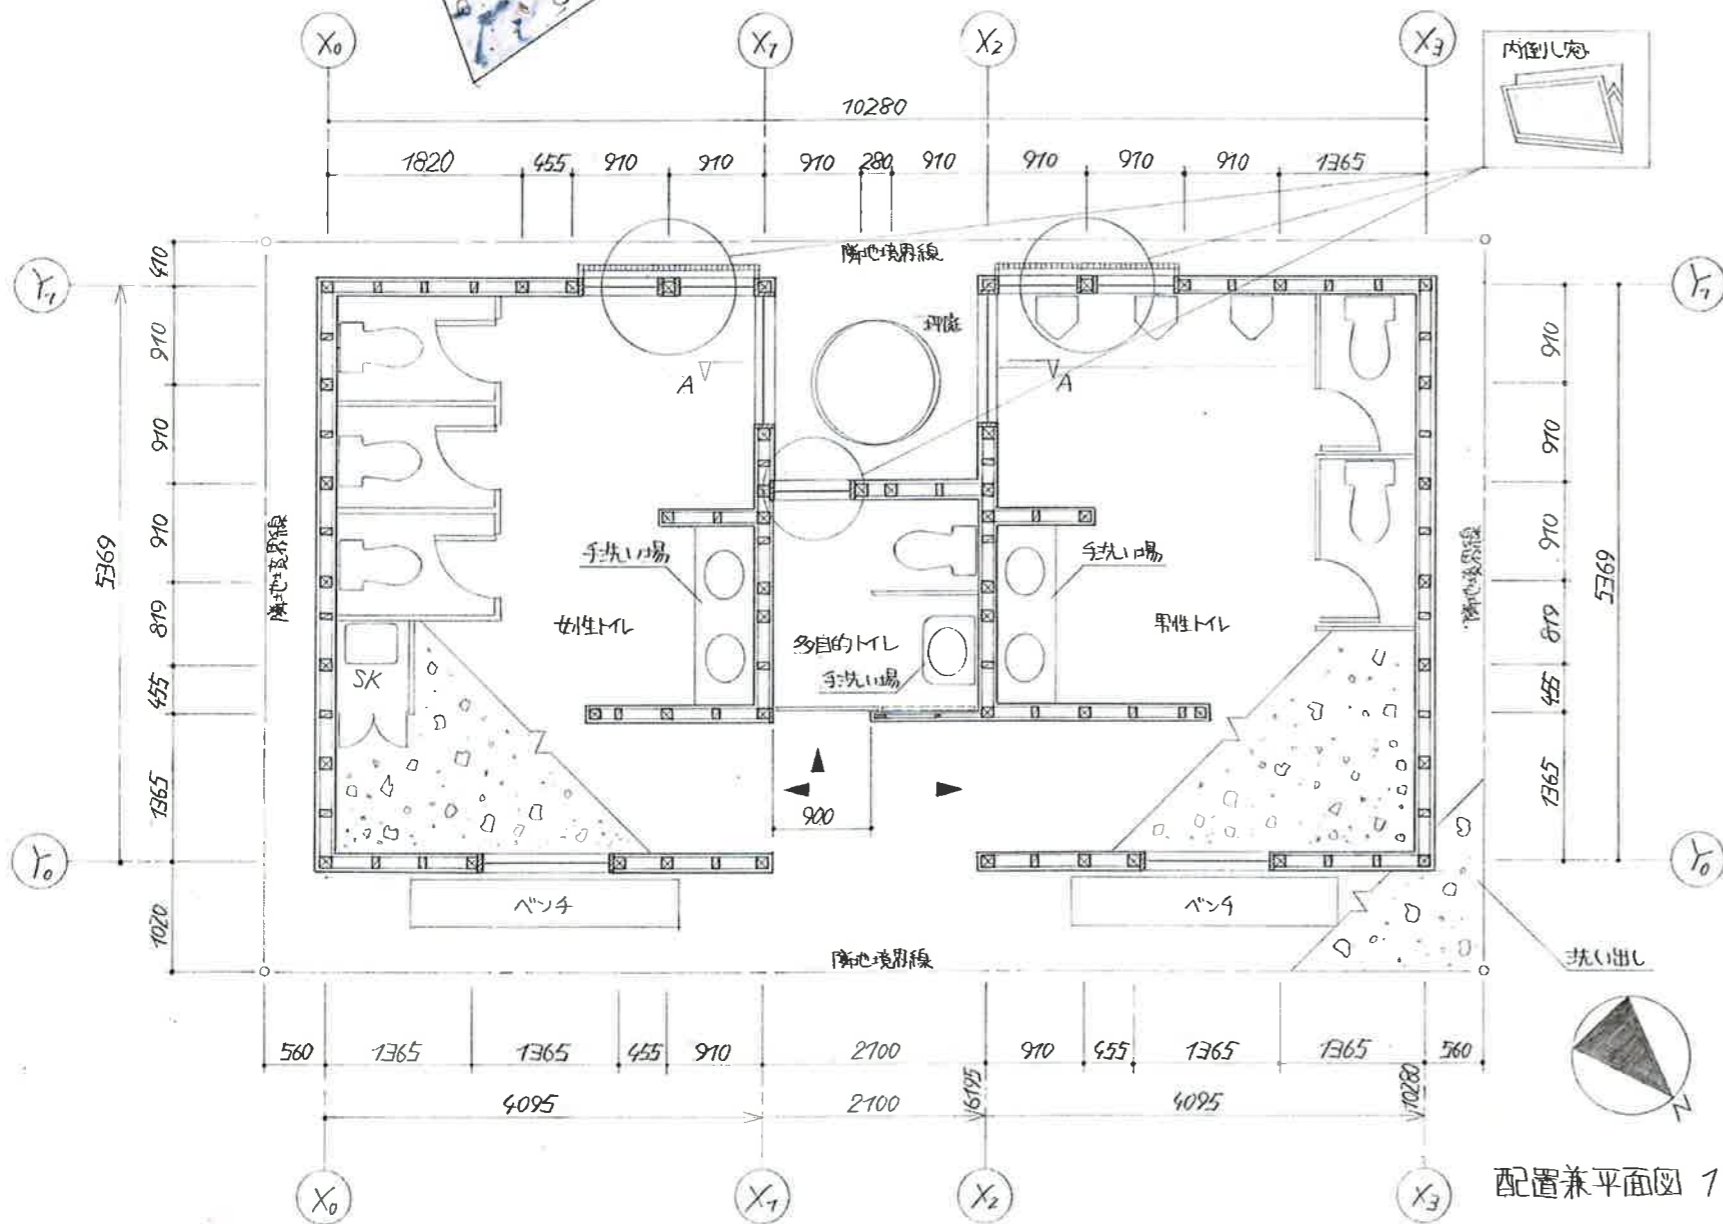 X₀
X₁
X₂
X₃
内倒し窓
10280
1820
455
910
910
910
280
910
910
910
910
1365
隣地境界線
Y₁
Y₁
410
910
910
910
819
455
1365
1020
5369
910
910
910
819
455
1365
5369
坪庭
A
A
隣地境界線
隣地境界線
手洗い場
手洗い場
女性トイレ
多目的トイレ
男性トイレ
手洗い場
SK
900
Y₀
Y₀
ベンチ
ベンチ
隣地境界線
洗い出し
560
1365
1365
455
910
2100
910
455
1365
1365
560
4095
2100
6195
4095
10280
N
X₀
X₁
X₂
X₃
配置兼平面図 1